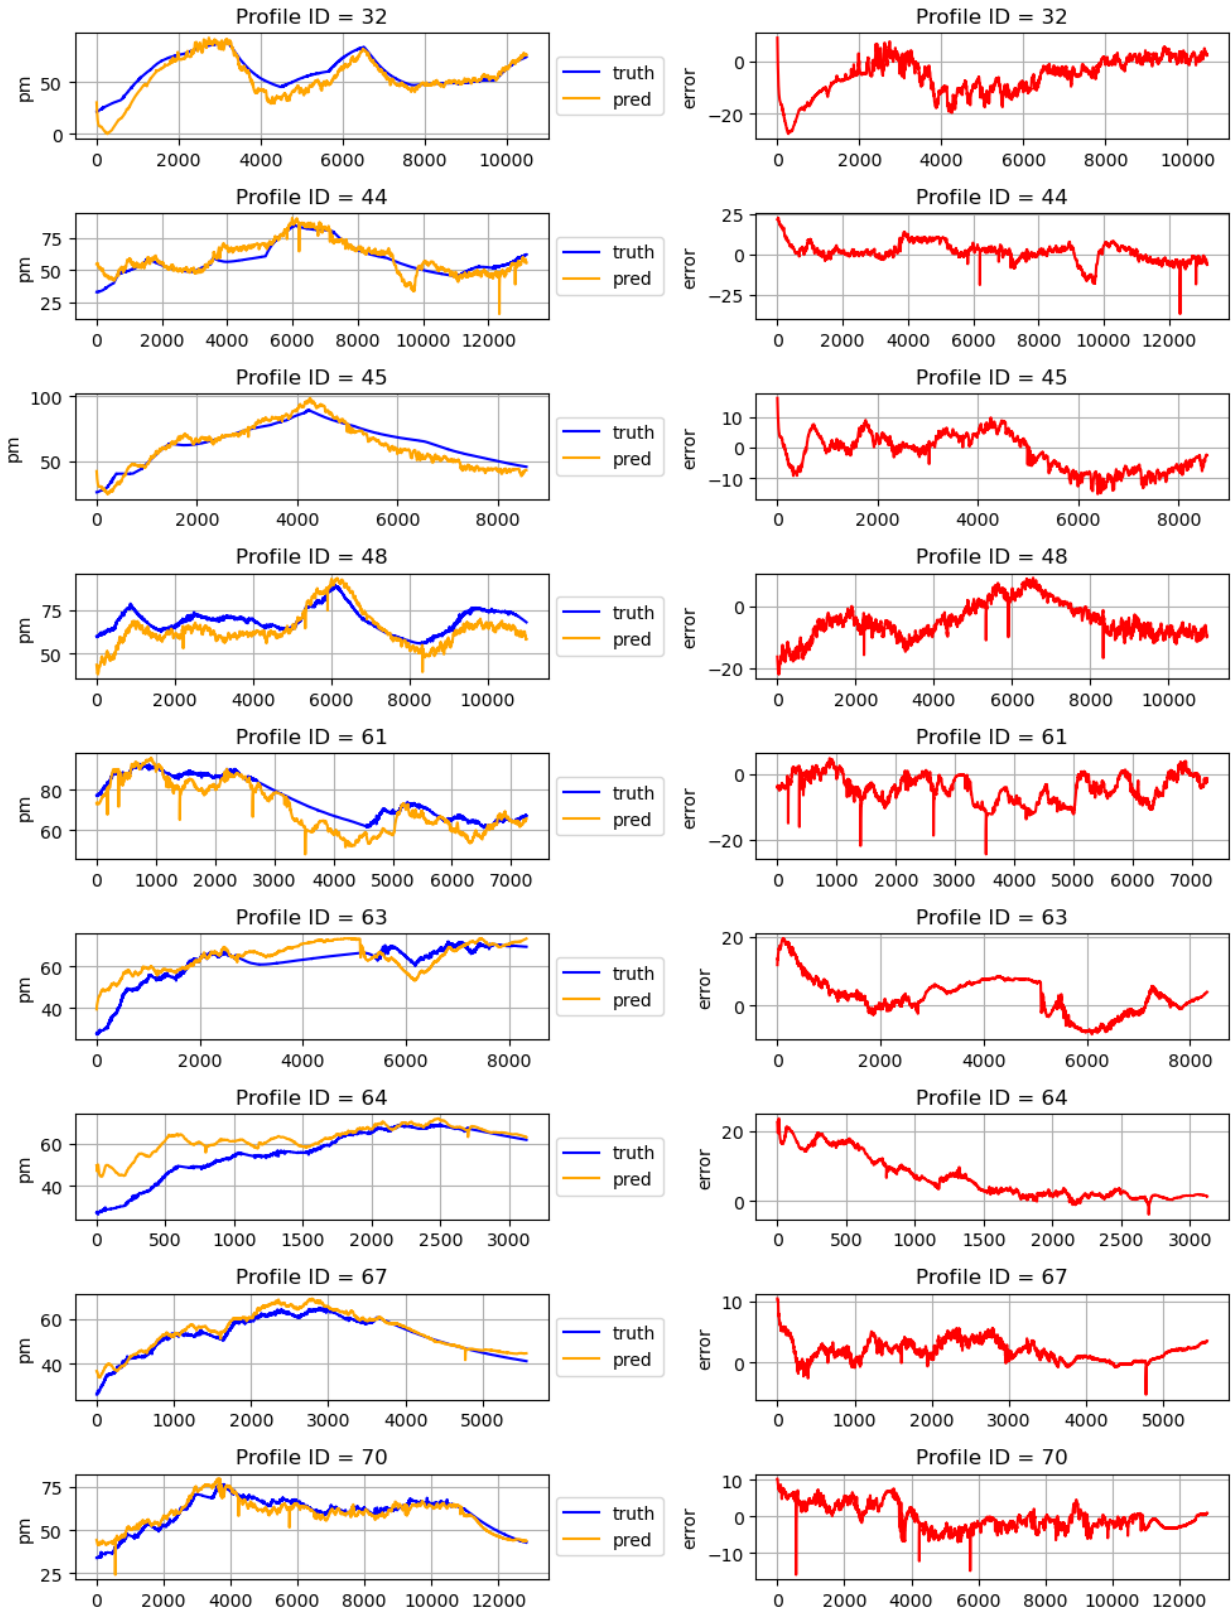 Profile ID = 32
pm
50
0
0 2000 4000 6000 8000 10000
truth
pred
Profile ID = 32
error
0
−20
0 2000 4000 6000 8000 10000
Profile ID = 44
pm
75
50
25
0 2000 4000 6000 8000 10000 12000
truth
pred
Profile ID = 44
error
25
0
−25
0 2000 4000 6000 8000 10000 12000
Profile ID = 45
pm
100
50
0 2000 4000 6000 8000
truth
pred
Profile ID = 45
error
10
0
−10
0 2000 4000 6000 8000
Profile ID = 48
pm
75
50
0 2000 4000 6000 8000 10000
truth
pred
Profile ID = 48
error
0
−20
0 2000 4000 6000 8000 10000
Profile ID = 61
pm
80
60
0 1000 2000 3000 4000 5000 6000 7000
truth
pred
Profile ID = 61
error
0
−20
0 1000 2000 3000 4000 5000 6000 7000
Profile ID = 63
pm
60
40
0 2000 4000 6000 8000
truth
pred
Profile ID = 63
error
20
0
0 2000 4000 6000 8000
Profile ID = 64
pm
60
40
0 500 1000 1500 2000 2500 3000
truth
pred
Profile ID = 64
error
20
0
0 500 1000 1500 2000 2500 3000
Profile ID = 67
pm
60
40
0 1000 2000 3000 4000 5000
truth
pred
Profile ID = 67
error
10
0
0 1000 2000 3000 4000 5000
Profile ID = 70
pm
75
50
25
0 2000 4000 6000 8000 10000 12000
truth
pred
Profile ID = 70
error
10
0
−10
0 2000 4000 6000 8000 10000 12000